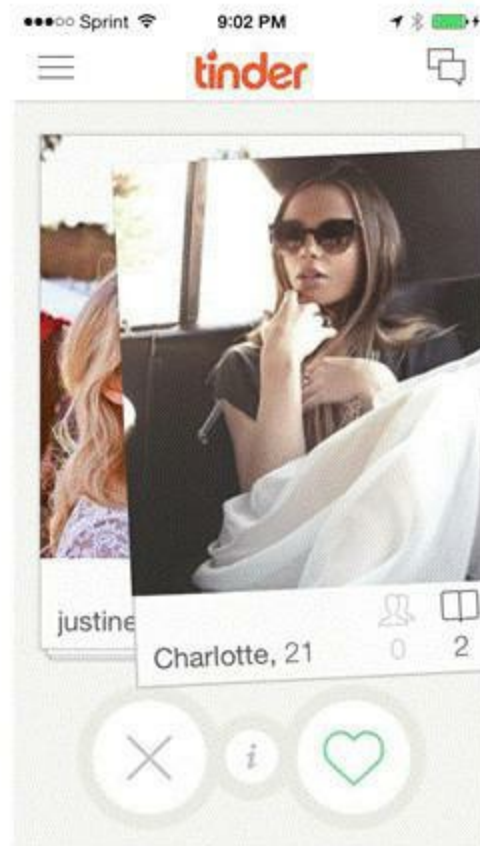 Sprint 9:02 PM
tinder
justine
Charlotte, 21
0 2
i